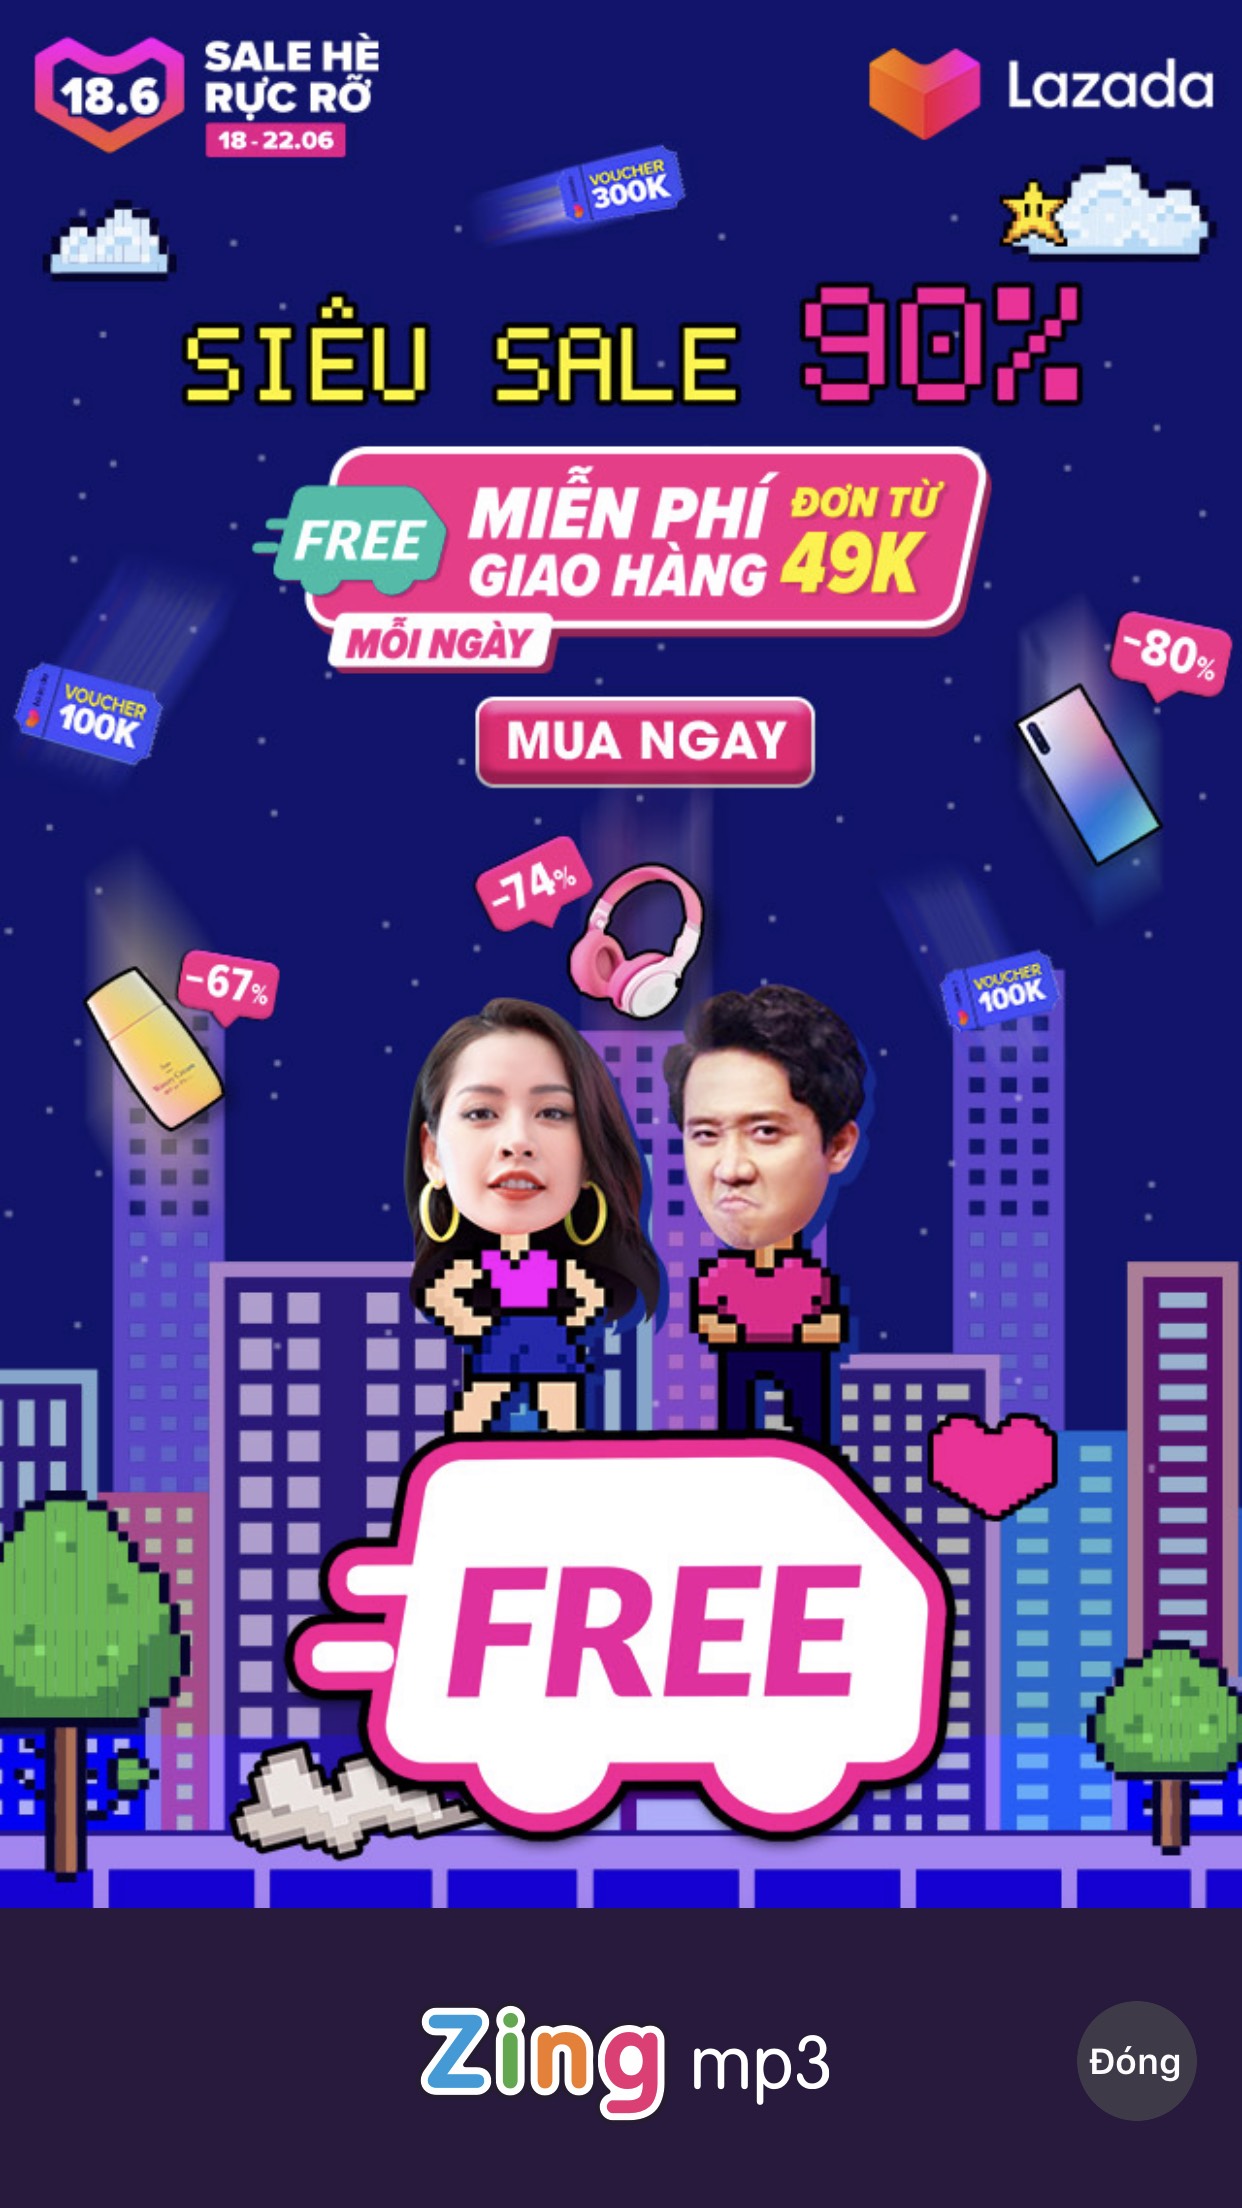 18.6
SALE HÈ
RỰC RỠ
18 - 22.06
Lazada
VOUCHER
300K
SIÊU SALE 90%
FREE
MIỄN PHÍ
GIAO HÀNG
ĐƠN TỪ
49K
MỖI NGÀY
-80%
VOUCHER
100K
MUA NGAY
-74%
-67%
VOUCHER
100K
FREE
Zing mp3
Đóng